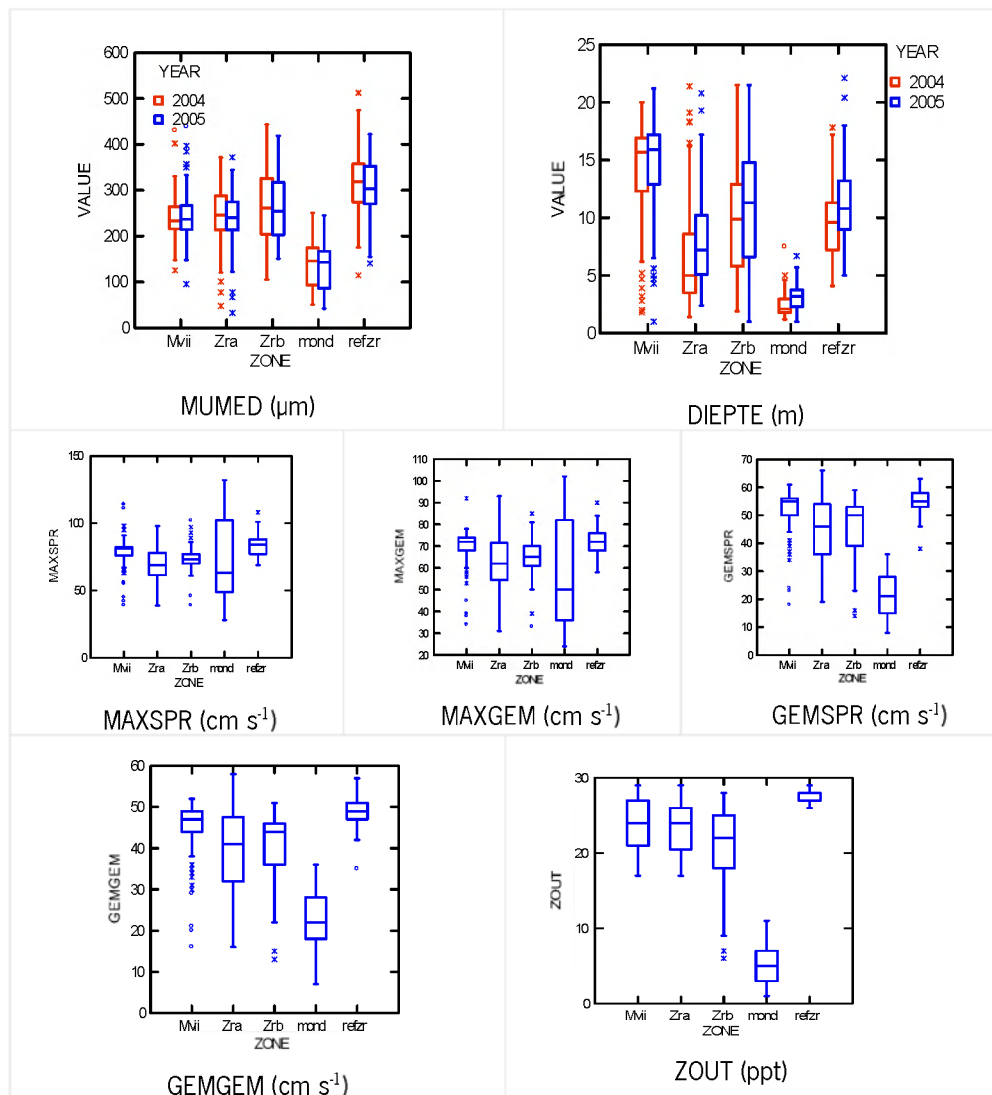 600
500
400
300
200
100
0
VALUE
YEAR
2004
2005
Mvii Zra Zrb mond refzr
ZONE
MUMED (µm)
25
20
15
10
5
0
VALUE
YEAR
2004
2005
Mvii Zra Zrb mond refzr
ZONE
DIEPTE (m)
150
100
50
0
MAXSPR
Mvii Zra Zrb mond refzr
ZONE
MAXSPR (cm s⁻¹)
110
100
90
80
70
60
50
40
30
20
MAXGEM
Mvii Zra Zrb mond refzr
ZONE
MAXGEM (cm s⁻¹)
70
60
50
40
30
20
10
0
GEMSPR
Mvii Zra Zrb mond refzr
ZONE
GEMSPR (cm s⁻¹)
60
50
40
30
20
10
0
GEMGEM
Mvii Zra Zrb mond refzr
ZONE
GEMGEM (cm s⁻¹)
30
20
10
0
ZOUT
Mvii Zra Zrb mond refzr
ZONE
ZOUT (ppt)